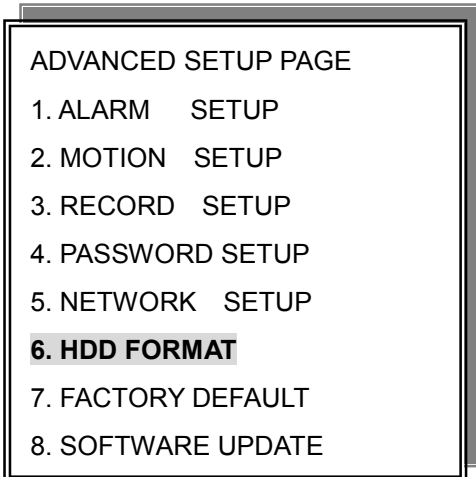 ADVANCED SETUP PAGE
1. ALARM SETUP
2. MOTION SETUP
3. RECORD SETUP
4. PASSWORD SETUP
5. NETWORK SETUP
6. HDD FORMAT
7. FACTORY DEFAULT
8. SOFTWARE UPDATE